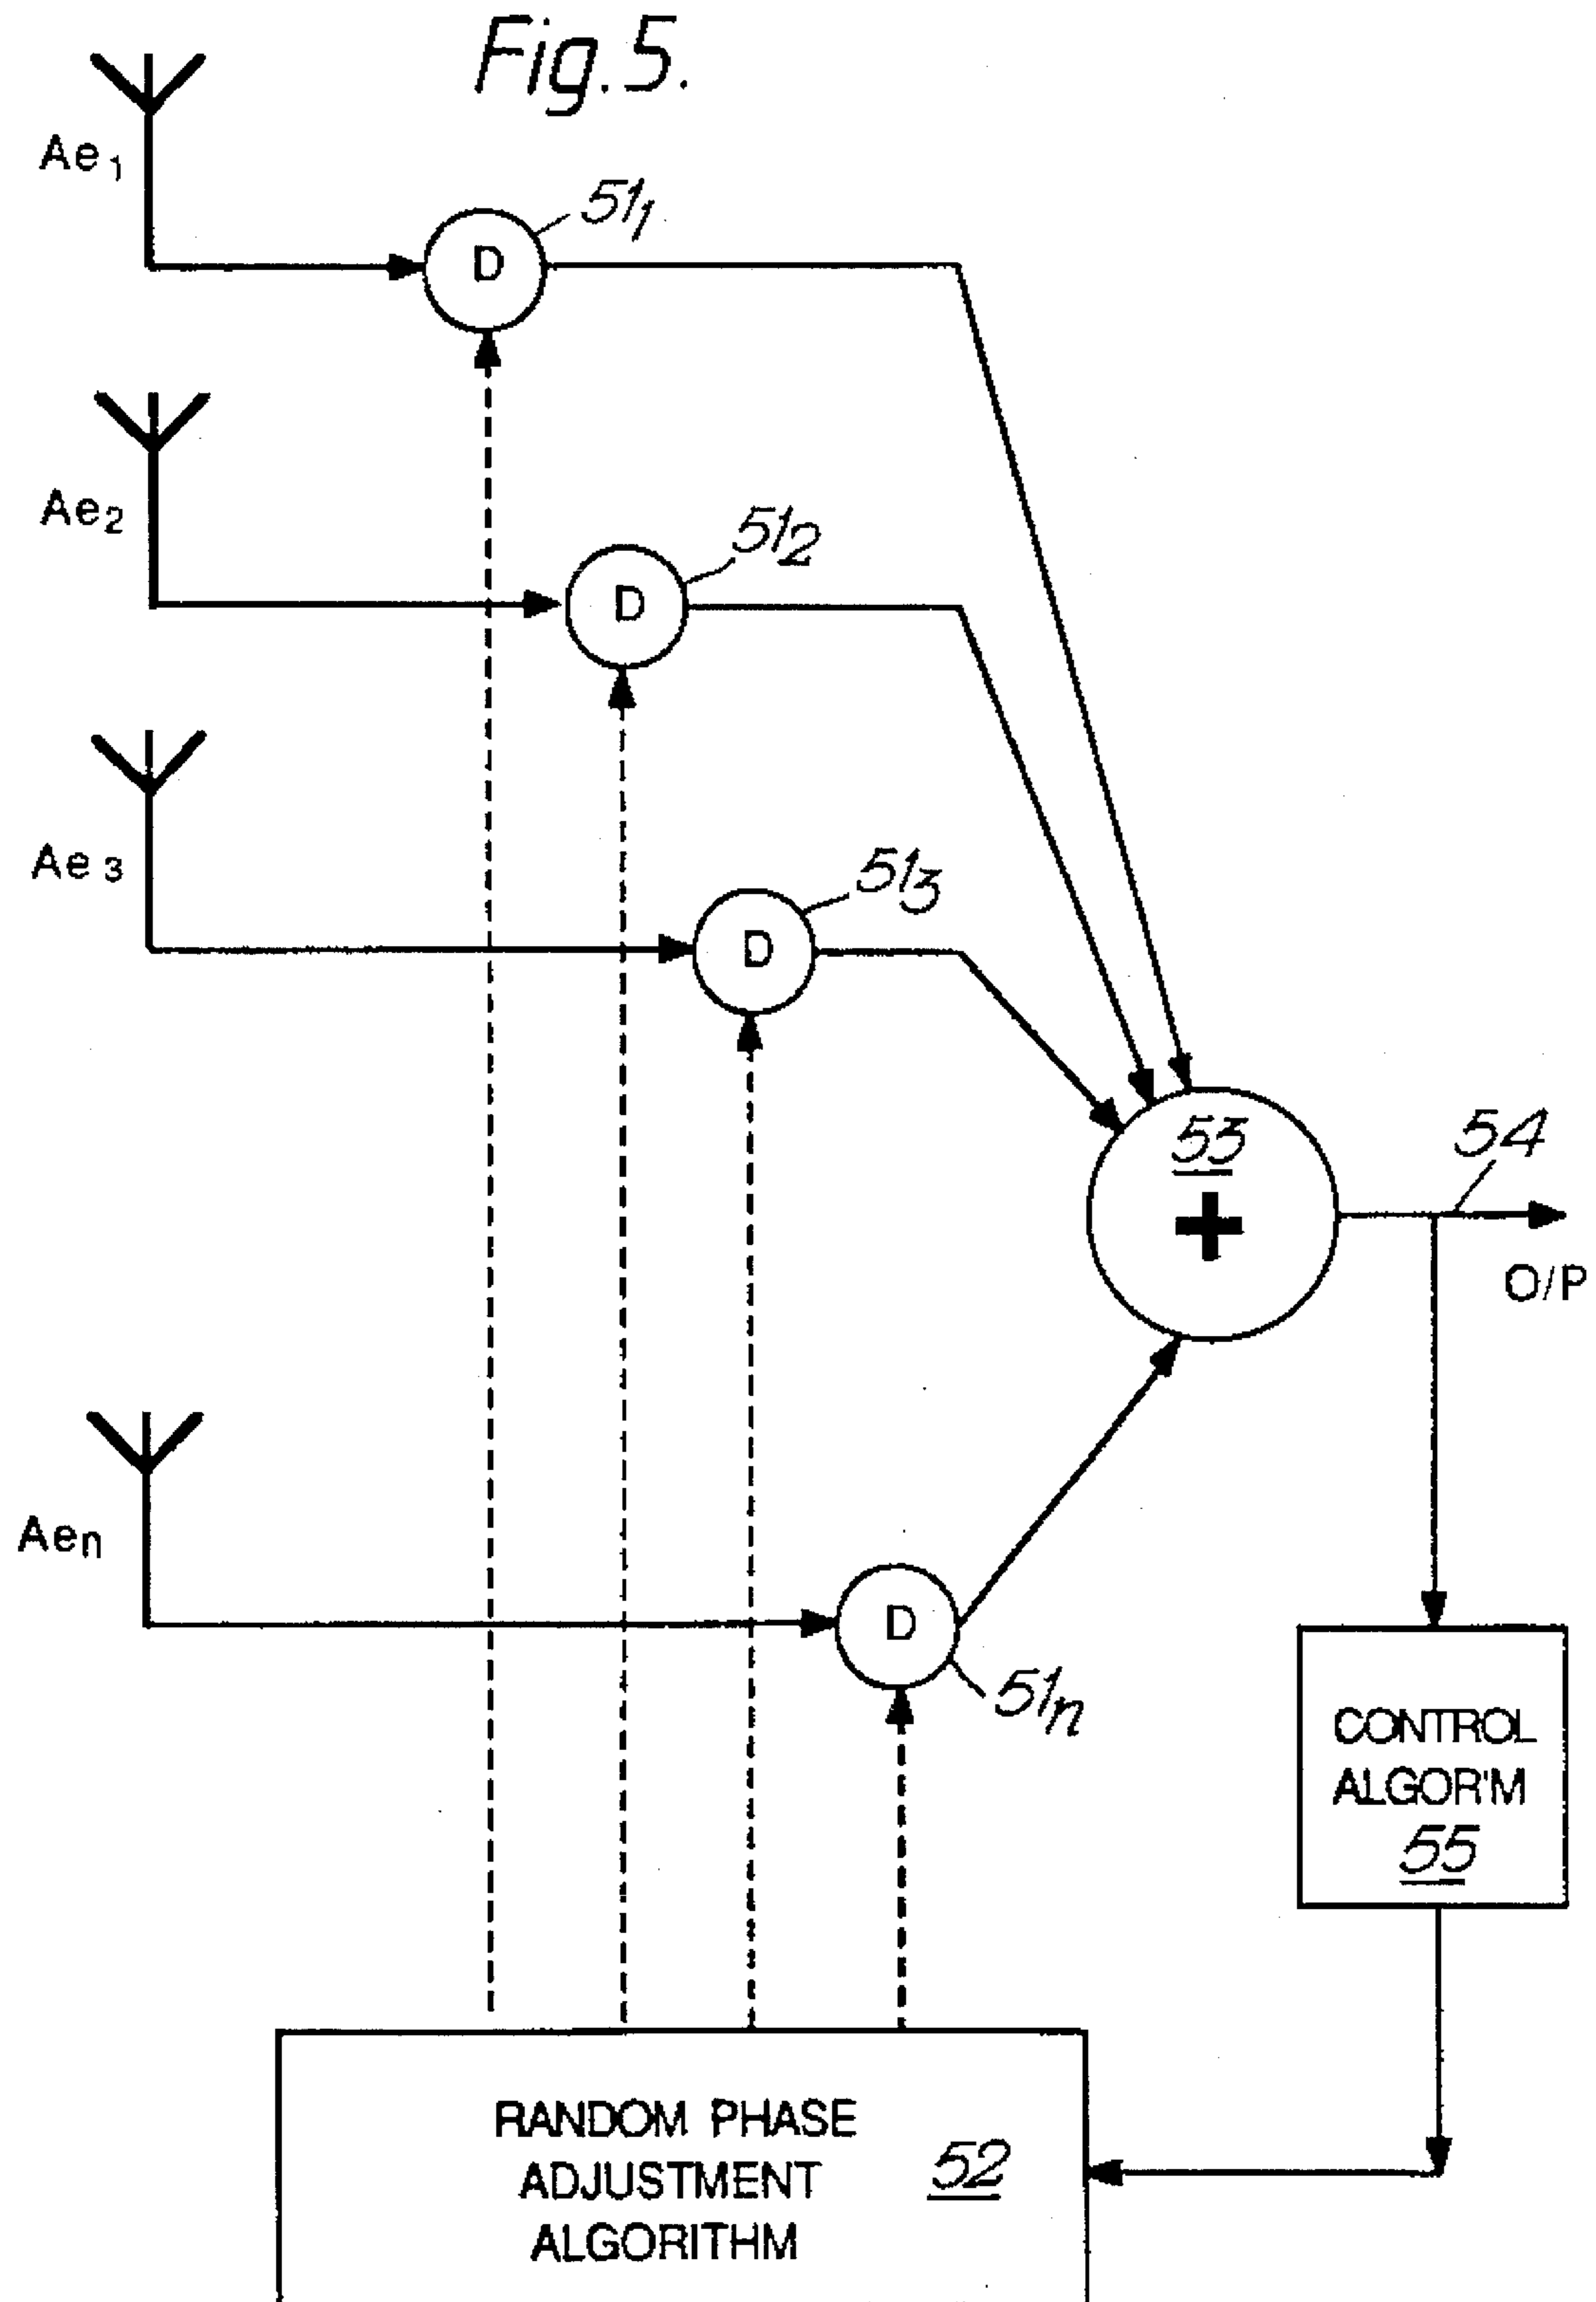 Fig. 5.
Ae₁
51₁
D
Ae₂
51₂
D
Ae₃
51₃
D
53
+
54
O/P
Aeₙ
D
51ₙ
CONTROL
ALGOR'M
55
RANDOM PHASE
ADJUSTMENT
ALGORITHM
52